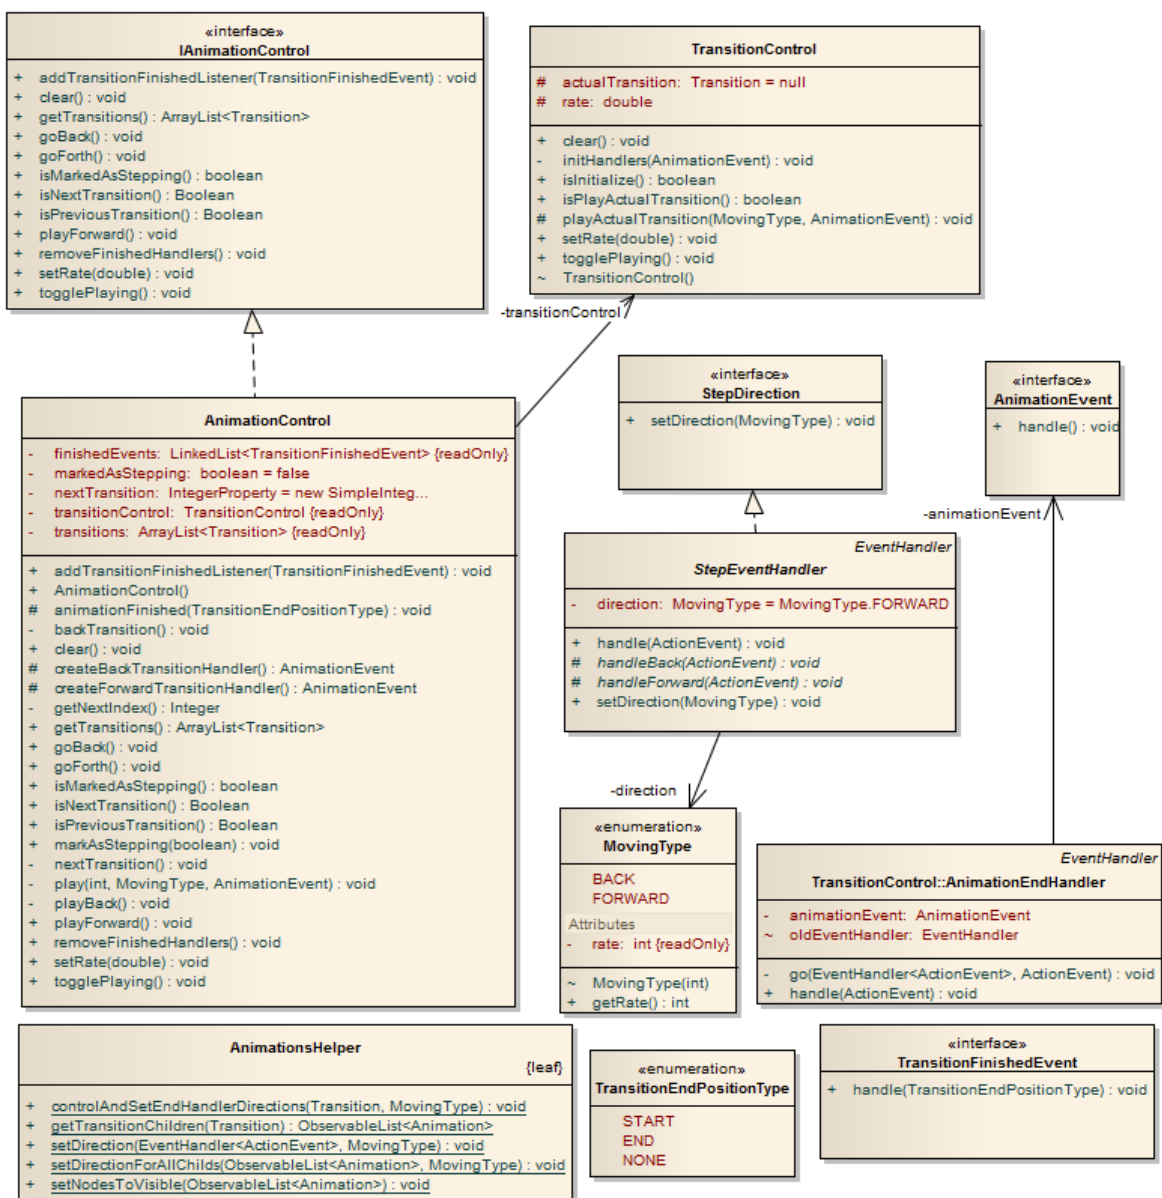 «interface»
IAnimationControl
+ addTransitionFinishedListener(TransitionFinishedEvent) : void
+ clear() : void
+ getTransitions() : ArrayList<Transition>
+ goBack() : void
+ goForth() : void
+ isMarkedAsStepping() : boolean
+ isNextTransition() : Boolean
+ isPreviousTransition() : Boolean
+ playForward() : void
+ removeFinishedHandlers() : void
+ setRate(double) : void
+ togglePlaying() : void
TransitionControl
# actualTransition: Transition = null
# rate: double
+ clear() : void
- initHandlers(AnimationEvent) : void
+ isInitialize() : boolean
+ isPlayActualTransition() : boolean
# playActualTransition(MovingType, AnimationEvent) : void
+ setRate(double) : void
+ togglePlaying() : void
~ TransitionControl()
-transitionControl
AnimationControl
- finishedEvents: LinkedList<TransitionFinishedEvent> {readOnly}
- markedAsStepping: boolean = false
- nextTransition: IntegerProperty = new SimpleInteg...
- transitionControl: TransitionControl {readOnly}
- transitions: ArrayList<Transition> {readOnly}
+ addTransitionFinishedListener(TransitionFinishedEvent) : void
+ AnimationControl()
# animationFinished(TransitionEndPositionType) : void
- backTransition() : void
+ clear() : void
# createBackTransitionHandler() : AnimationEvent
# createForwardTransitionHandler() : AnimationEvent
- getNextIndex() : Integer
+ getTransitions() : ArrayList<Transition>
+ goBack() : void
+ goForth() : void
+ isMarkedAsStepping() : boolean
+ isNextTransition() : Boolean
+ isPreviousTransition() : Boolean
+ markAsStepping(boolean) : void
- nextTransition() : void
- play(int, MovingType, AnimationEvent) : void
- playBack() : void
+ playForward() : void
+ removeFinishedHandlers() : void
+ setRate(double) : void
+ togglePlaying() : void
«interface»
StepDirection
+ setDirection(MovingType) : void
«interface»
AnimationEvent
+ handle() : void
-animationEvent
EventHandler
StepEventHandler
- direction: MovingType = MovingType.FORWARD
+ handle(ActionEvent) : void
# handleBack(ActionEvent) : void
# handleForward(ActionEvent) : void
+ setDirection(MovingType) : void
-direction
«enumeration»
MovingType
BACK
FORWARD
Attributes
- rate: int {readOnly}
~ MovingType(int)
+ getRate() : int
EventHandler
TransitionControl::AnimationEndHandler
- animationEvent: AnimationEvent
~ oldEventHandler: EventHandler
- go(EventHandler<ActionEvent>, ActionEvent) : void
+ handle(ActionEvent) : void
AnimationsHelper
{leaf}
+ controlAndSetEndHandlerDirections(Transition, MovingType) : void
+ getTransitionChildren(Transition) : ObservableList<Animation>
+ setDirection(EventHandler<ActionEvent>, MovingType) : void
+ setDirectionForAllChilds(ObservableList<Animation>, MovingType) : void
+ setNodesToVisible(ObservableList<Animation>) : void
«enumeration»
TransitionEndPositionType
START
END
NONE
«interface»
TransitionFinishedEvent
+ handle(TransitionEndPositionType) : void